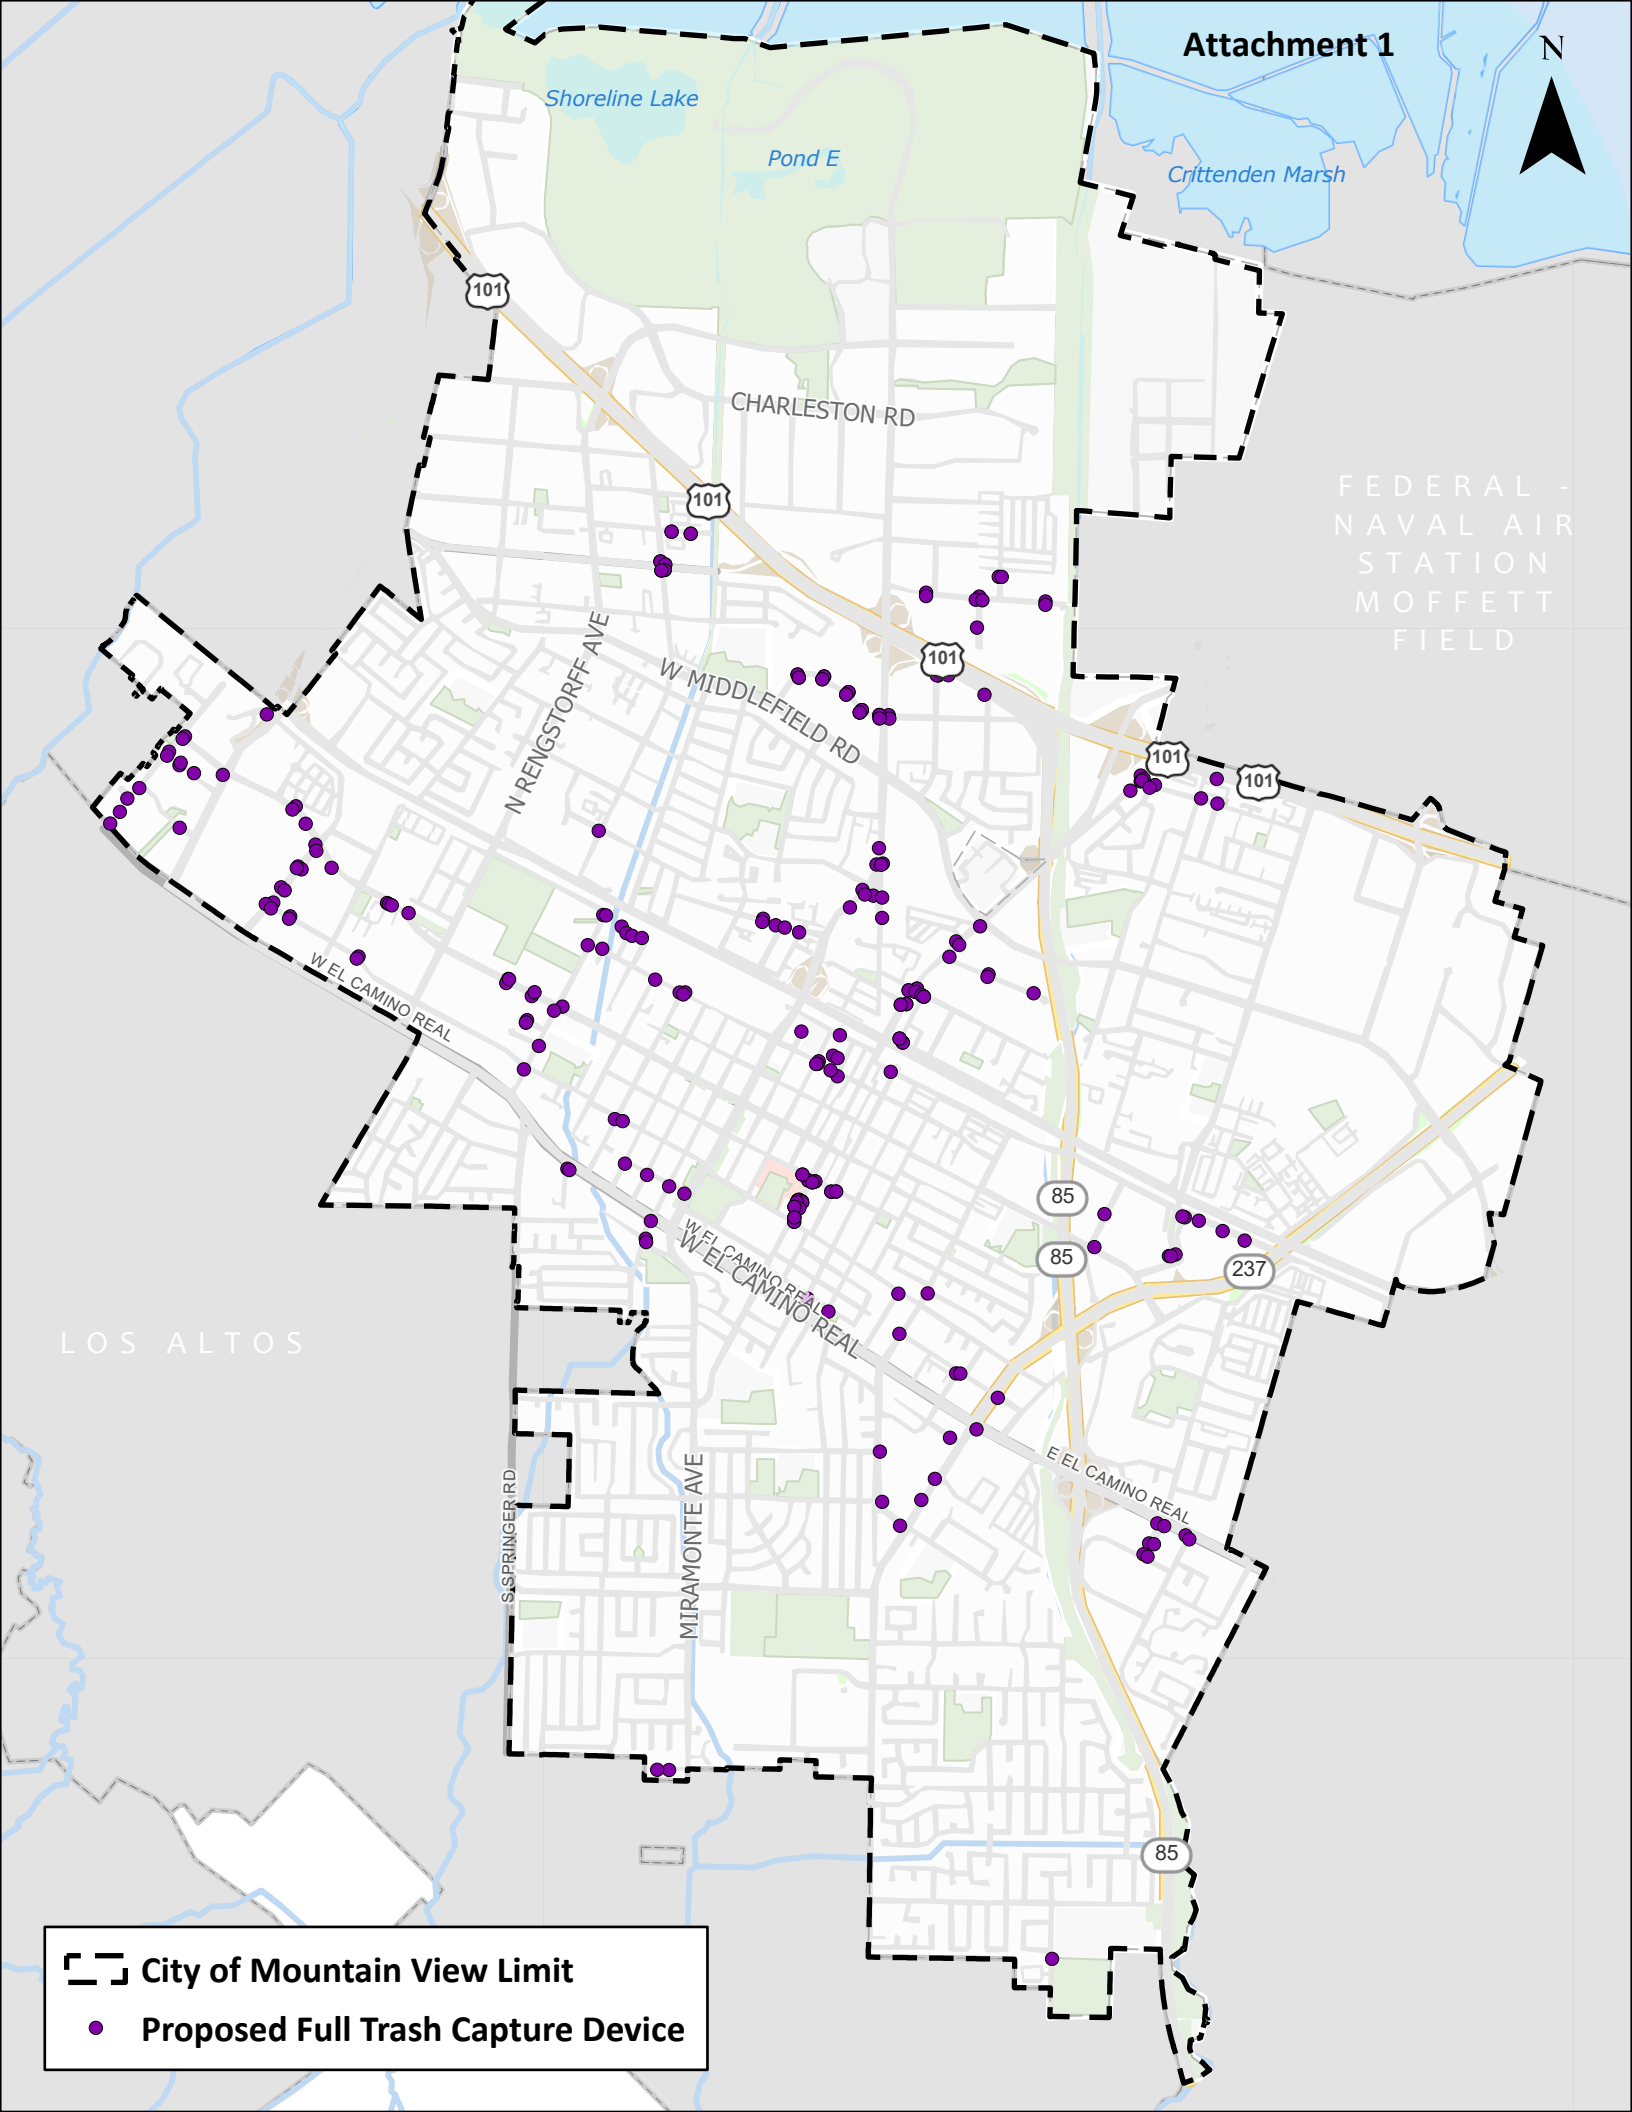 Attachment 1
N
Shoreline Lake
Pond E
Crittenden Marsh
101
CHARLESTON RD
101
FEDERAL -
NAVAL AIR
STATION
MOFFETT
FIELD
N RENGSTORFF AVE
W MIDDLEFIELD RD
101
101
101
W EL CAMINO REAL
85
W EL CAMINO REAL
W EL CAMINO REAL
85
237
LOS ALTOS
E EL CAMINO REAL
S SPRINGER RD
MIRAMONTE AVE
85
City of Mountain View Limit
Proposed Full Trash Capture Device